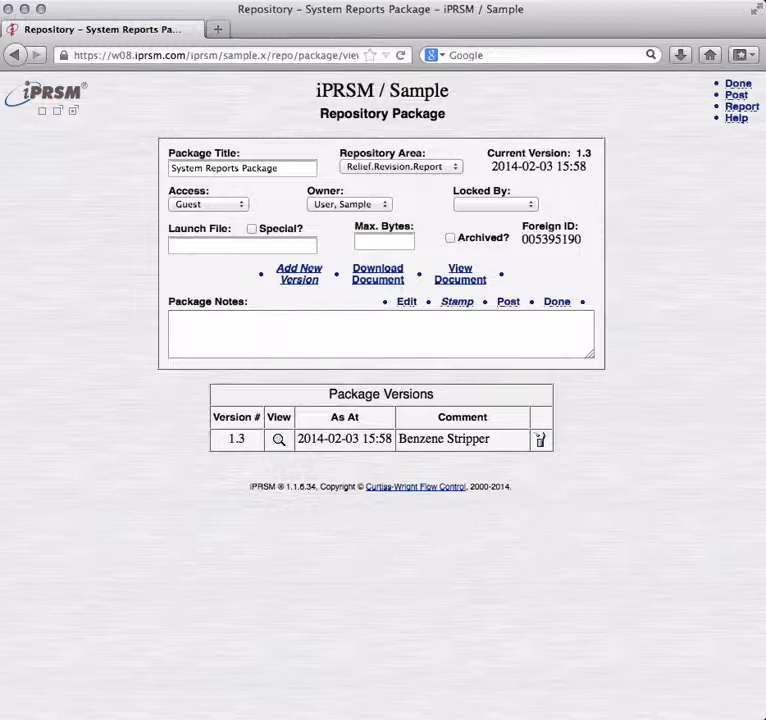 Repository – System Reports Package – iPRSM / Sample
Repository – System Reports Pa...
https://w08.iprsm.com/iprsm/sample.x/repo/package/view
Google
iPRSM®
iPRSM / Sample
Repository Package
Done
Post
Report
Help
Package Title:
System Reports Package
Repository Area:
Relief.Revision.Report
Current Version: 1.3
2014-02-03 15:58
Access:
Guest
Owner:
User, Sample
Locked By:
Launch File:
Special?
Max. Bytes:
Archived?
Foreign ID:
005395190
Add New Version
Download Document
View Document
Package Notes:
Edit
Stamp
Post
Done
Package Versions
Version # View As At Comment
1.3 2014-02-03 15:58 Benzene Stripper
iPRSM ® 1.1.6.34, Copyright © Curtiss-Wright Flow Control, 2000-2014.